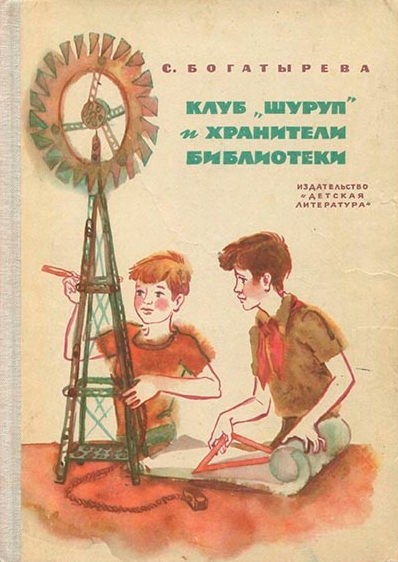 С. БОГАТЫРЕВА
КЛУБ „ШУРУП"
и ХРАНИТЕЛИ
БИБЛИОТЕКИ
ИЗДАТЕЛЬСТВО
«ДЕТСКАЯ
ЛИТЕРАТУРА»